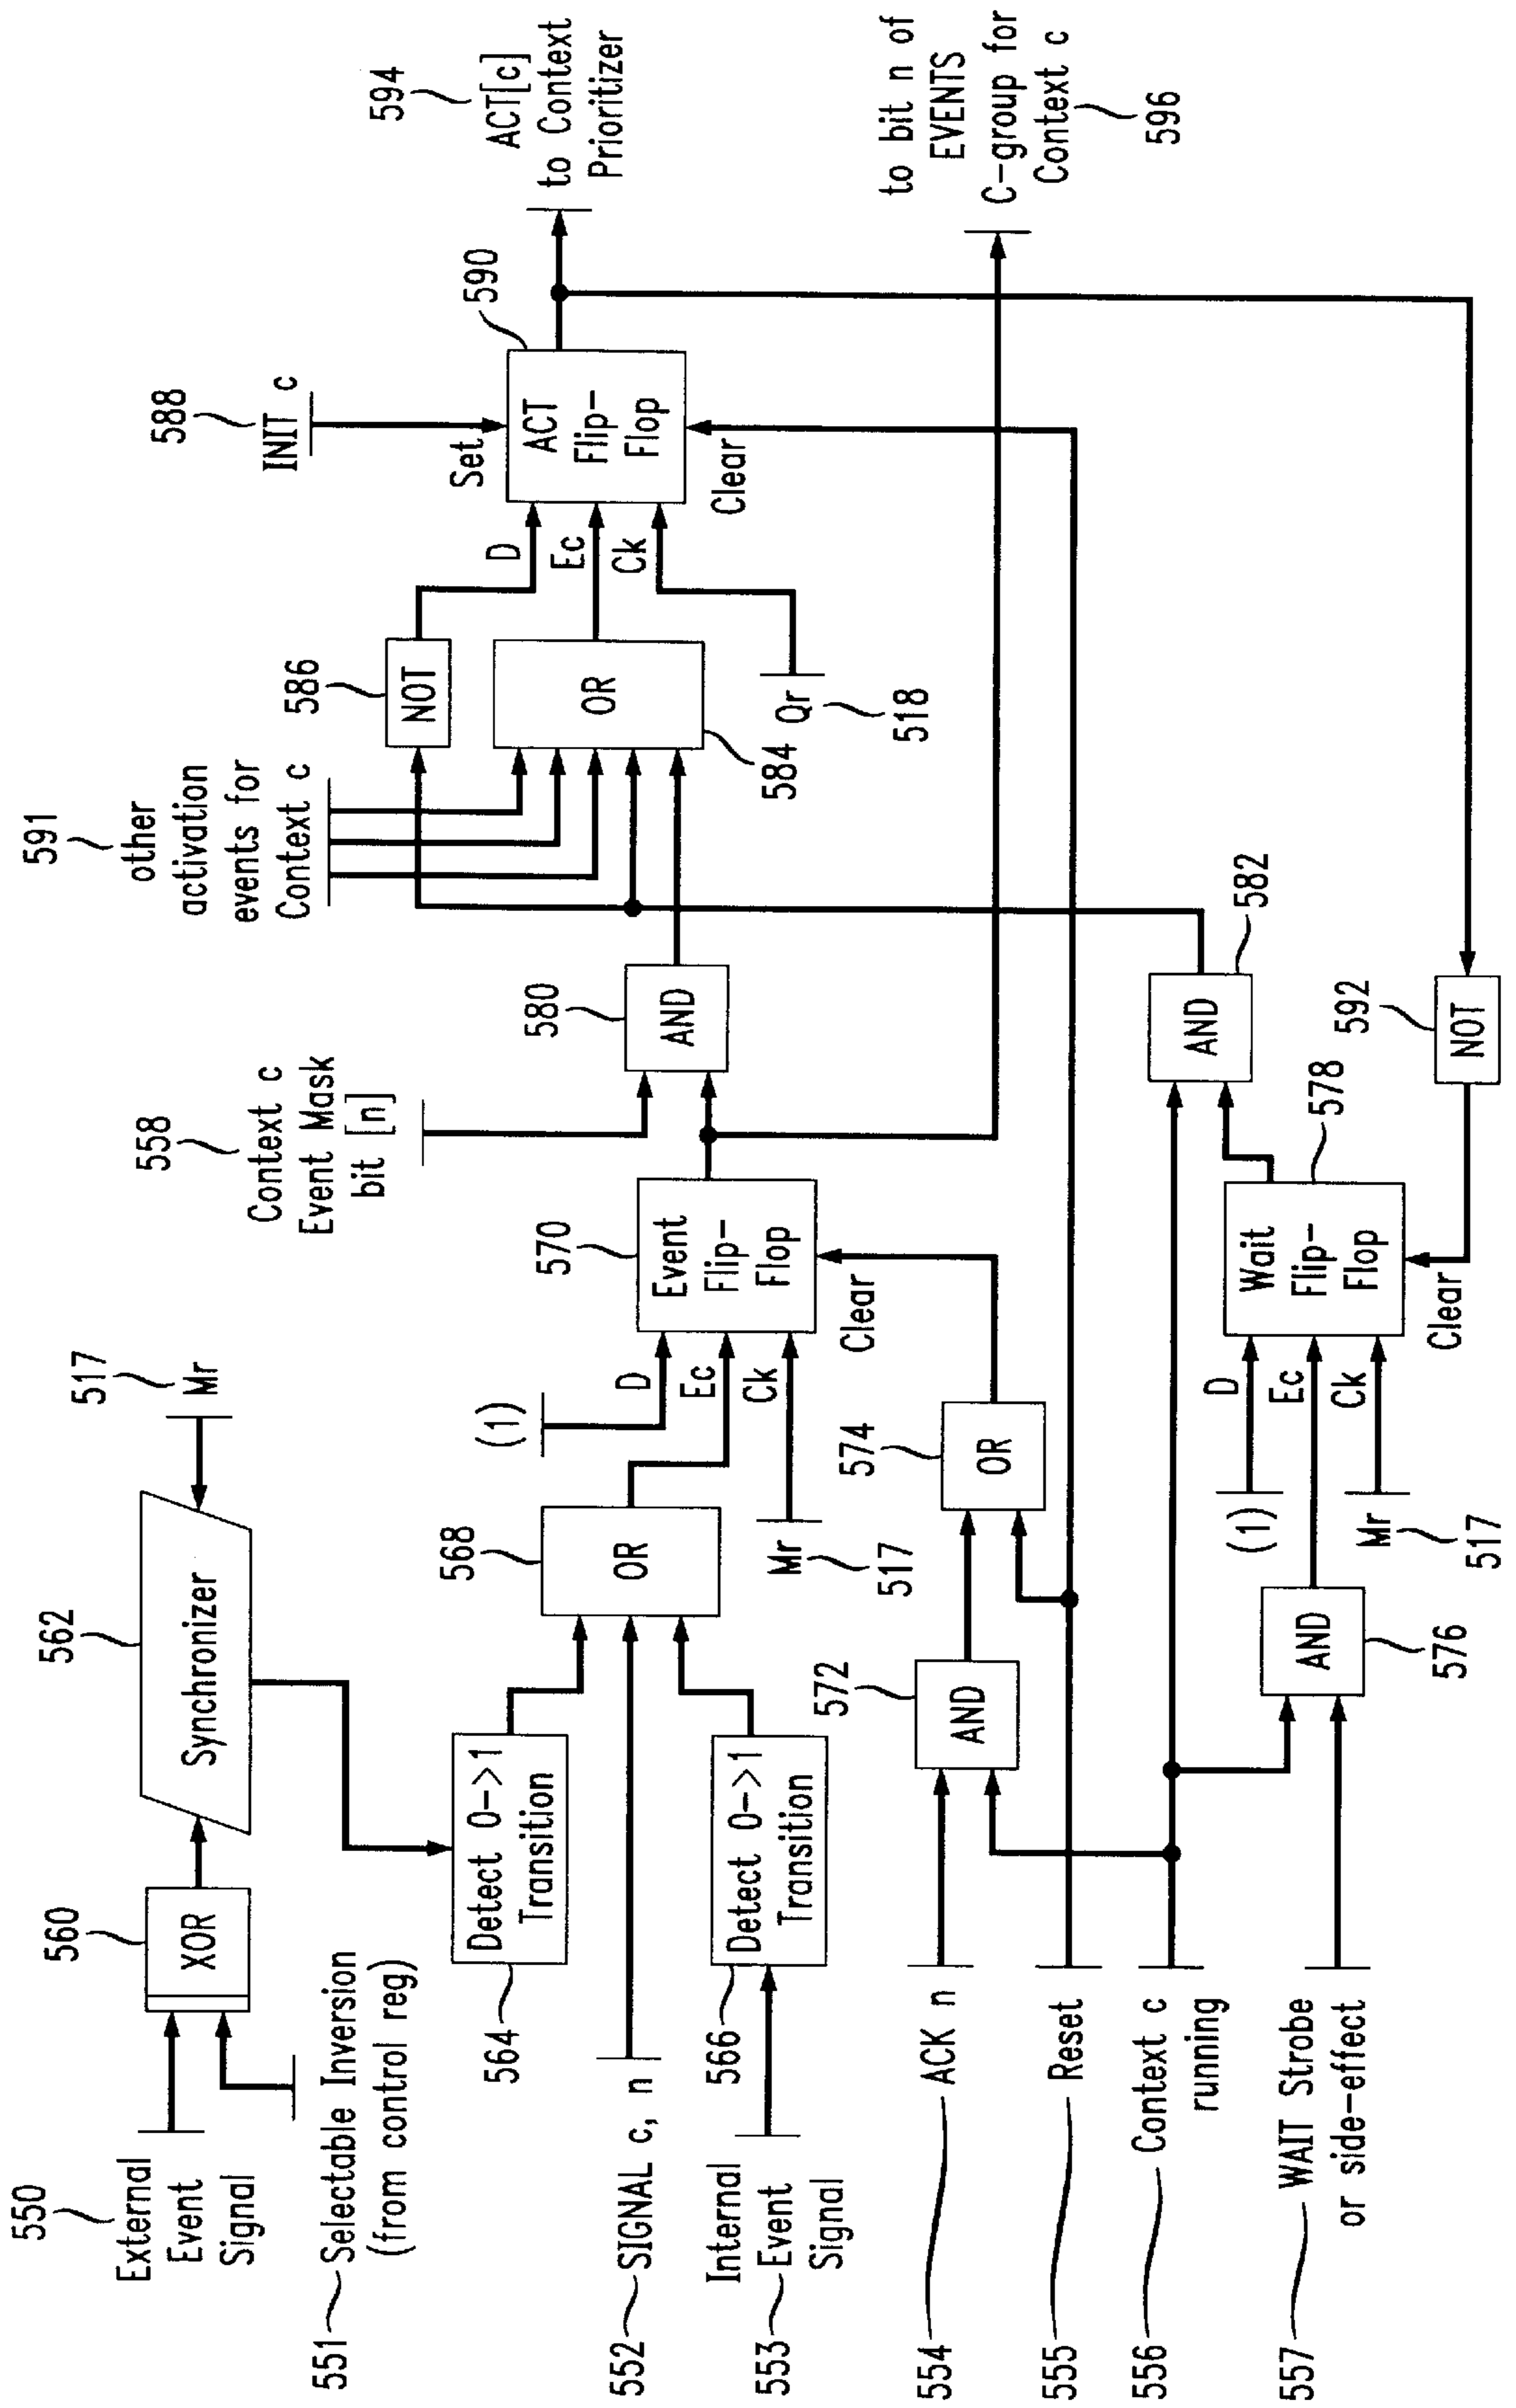 550
External
Event
Signal
551
Selectable Inversion
(from control reg)
560
XOR
562
Synchronizer
517
Mr
564
Detect 0->1
Transition
552
SIGNAL c, n
553
Internal
Event
Signal
566
Detect 0->1
Transition
568
OR
(1)
D
Ec
Ck
Mr
517
570
Event
Flip-
Flop
Clear
558
Context c
Event Mask
bit [n]
580
AND
591
other
activation
events for
Context c
586
NOT
OR
584
Qr
518
588
INIT c
Set
D
Ec
Ck
590
ACT
Flip-
Flop
Clear
594
ACT[c]
to Context
Prioritizer
to bit n of
EVENTS
C-group for
Context c
596
554
ACK n
555
Reset
556
Context c
running
557
WAIT Strobe
or side-effect
572
AND
574
OR
AND
576
(1)
D
Ec
Ck
Mr
517
Wait
Flip-
Flop
578
Clear
AND
582
592
NOT